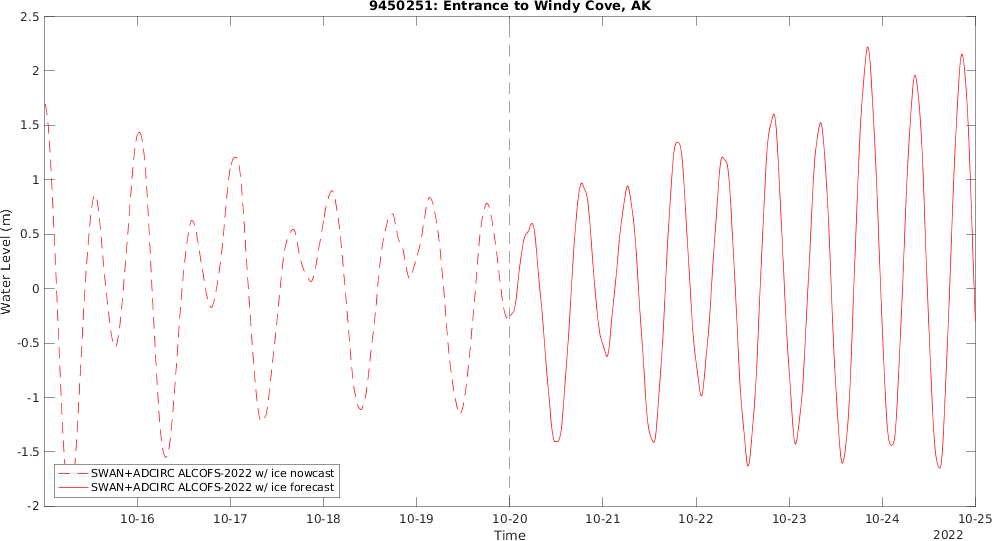 9450251: Entrance to Windy Cove, AK
2.5
2
1.5
1
0.5
0
-0.5
-1
-1.5
-2
Water Level (m)
SWAN+ADCIRC ALCOFS-2022 w/ ice nowcast
SWAN+ADCIRC ALCOFS-2022 w/ ice forecast
10-16 10-17 10-18 10-19 10-20 10-21 10-22 10-23 10-24 10-25
Time
2022